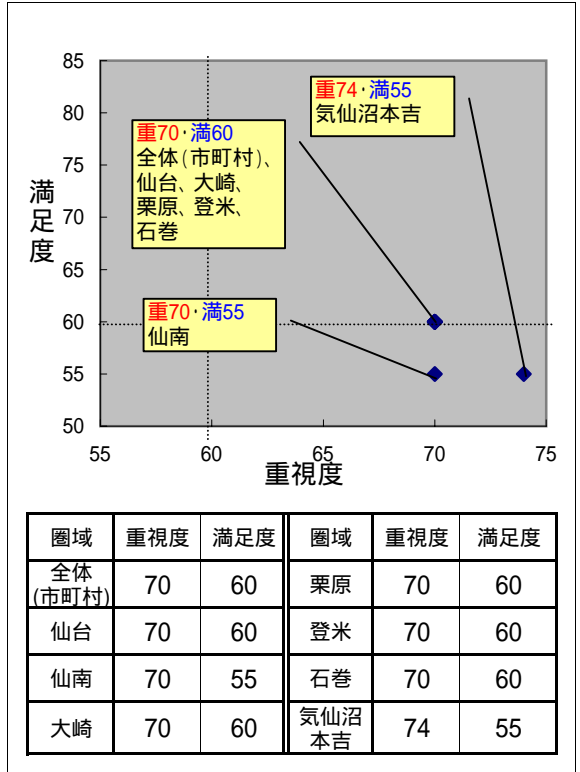 85
80
75
70
65
60
55
50
満足度
重74・満55
気仙沼本吉
重70・満60
全体(市町村)、
仙台、大崎、
栗原、登米、
石巻
重70・満55
仙南
55
60
65
70
75
重視度
圏域 重視度 満足度 圏域 重視度 満足度
全体(市町村) 70 60 栗原 70 60
仙台 70 60 登米 70 60
仙南 70 55 石巻 70 60
大崎 70 60 気仙沼本吉 74 55